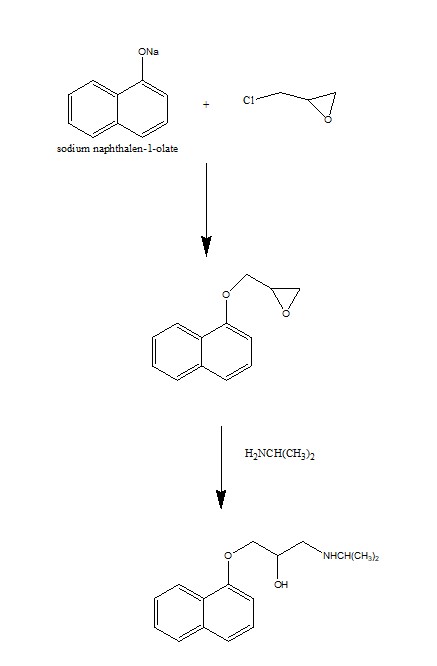 ONa
+
Cl
O
sodium naphthalen-1-olate
O
O
H₂NCH(CH₃)₂
O
NHCH(CH₃)₂
OH